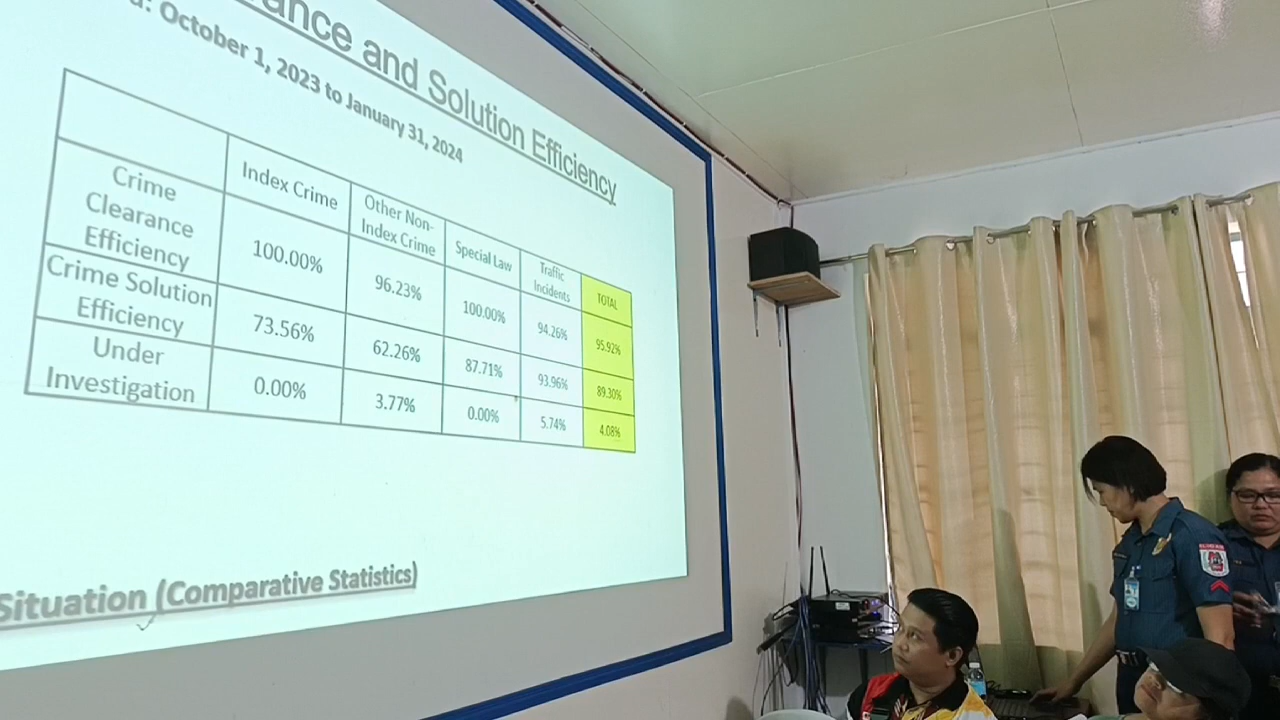 rance and Solution Efficiency
d: October 1, 2023 to January 31, 2024
Index Crime
Other Non-
Index Crime
Special Law
Traffic
Incidents
TOTAL
Crime
Clearance
Efficiency
100.00%
96.23%
100.00%
94.26%
95.92%
Crime Solution
Efficiency
73.56%
62.26%
87.71%
93.96%
89.30%
Under
Investigation
0.00%
3.77%
0.00%
5.74%
4.08%
Situation (Comparative Statistics)